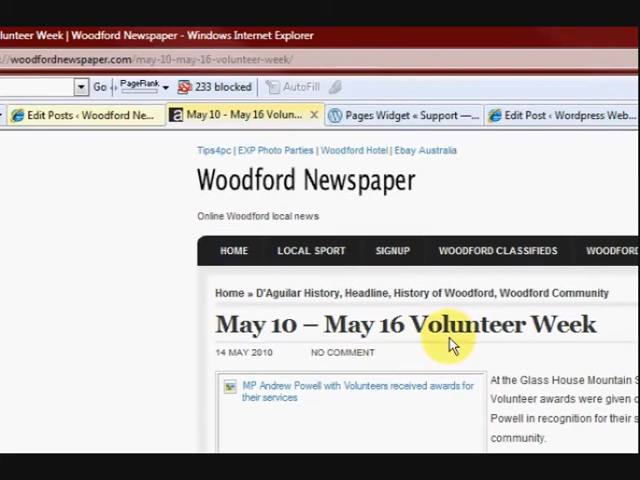 olunteer Week | Woodford Newspaper - Windows Internet Explorer
://woodfordnewspaper.com/may-10-may-16-volunteer-week/
Go PageRank 233 blocked AutoFill
Edit Posts ‹ Woodford Ne... May 10 - May 16 Volun... Pages Widget « Support —... Edit Post ‹ Wordpress Web...
Tips4pc | EXP Photo Parties | Woodford Hotel | Ebay Australia
Woodford Newspaper
Online Woodford local news
HOME LOCAL SPORT SIGNUP WOODFORD CLASSIFIEDS WOODFORD
Home » D'Aguilar History, Headline, History of Woodford, Woodford Community
May 10 – May 16 Volunteer Week
14 MAY 2010 NO COMMENT
MP Andrew Powell with Volunteers received awards for
their services
At the Glass House Mountain S
Volunteer awards were given o
Powell in recognition for their s
community.